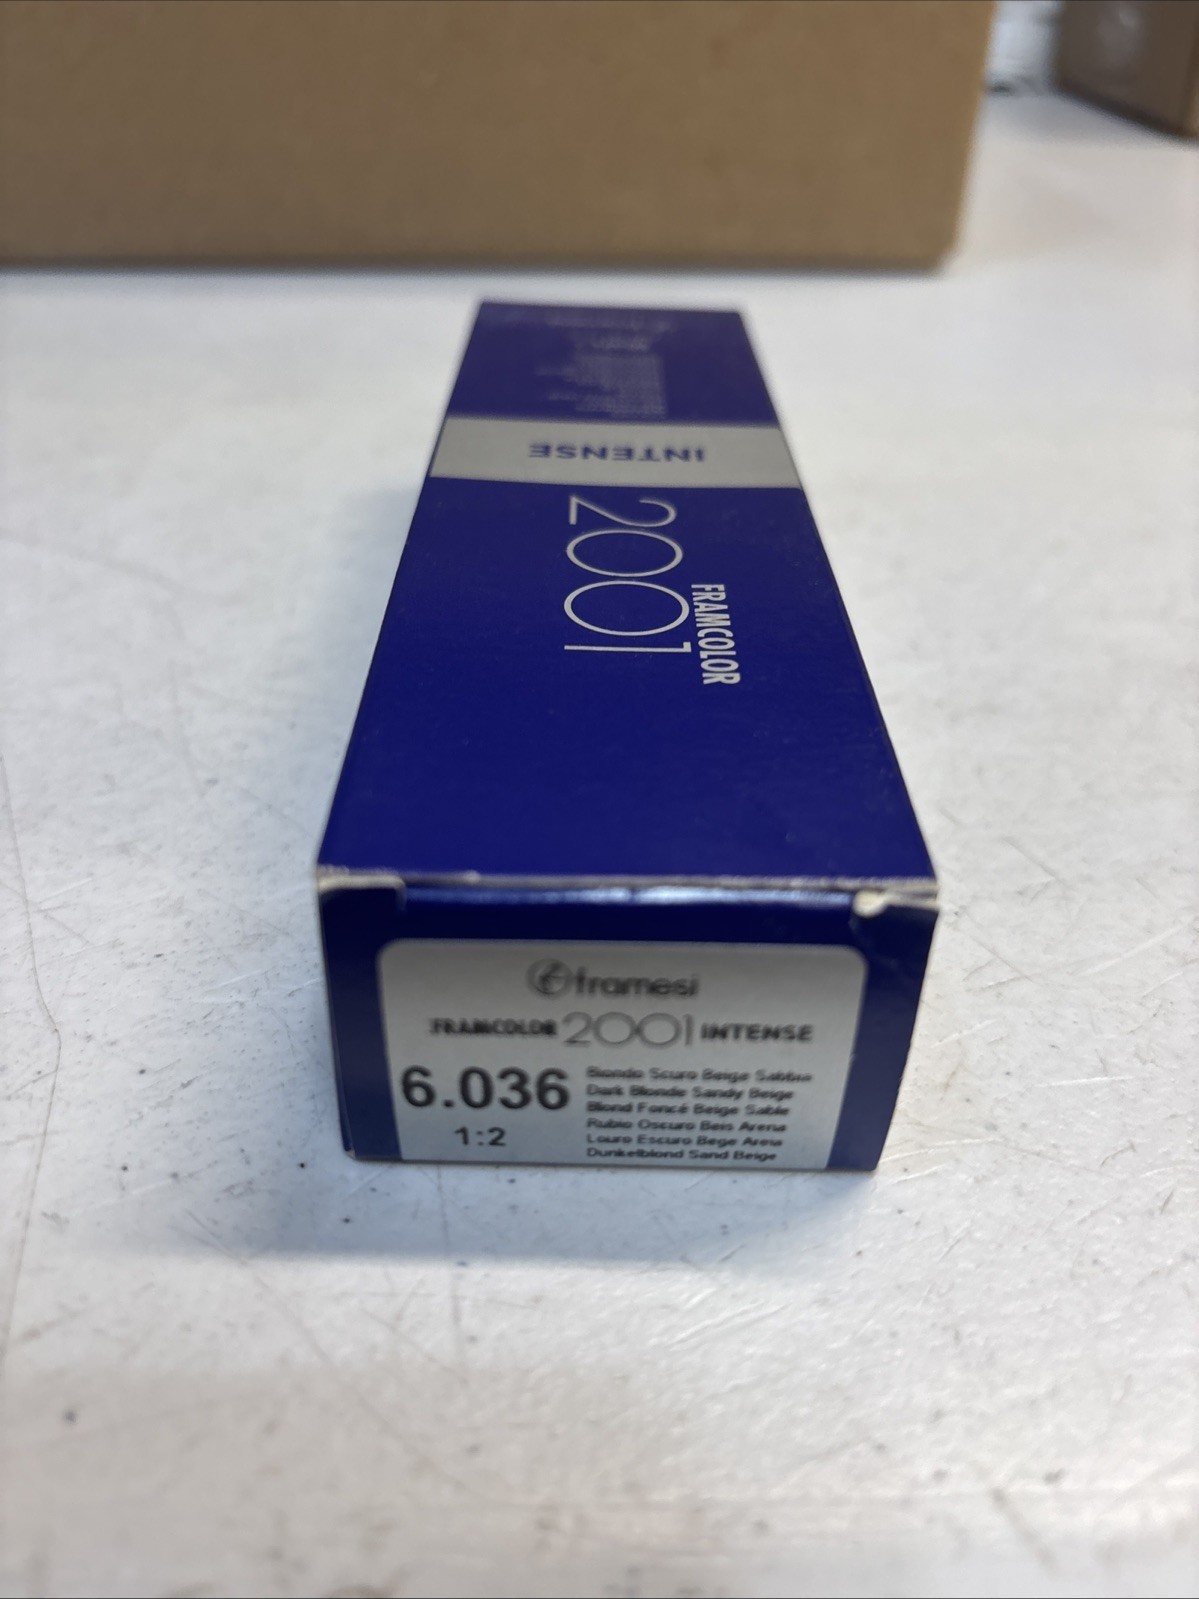 INTENSE
2001
FRAMCOLOR
framesi
FRAMCOLOR 2001 INTENSE
6.036
1:2
Biondo Scuro Beige Sabbia
Dark Blonde Sandy Beige
Blond Foncé Beige Sable
Rubio Oscuro Beis Arena
Louro Escuro Bege Areia
Dunkelblond Sand Beige